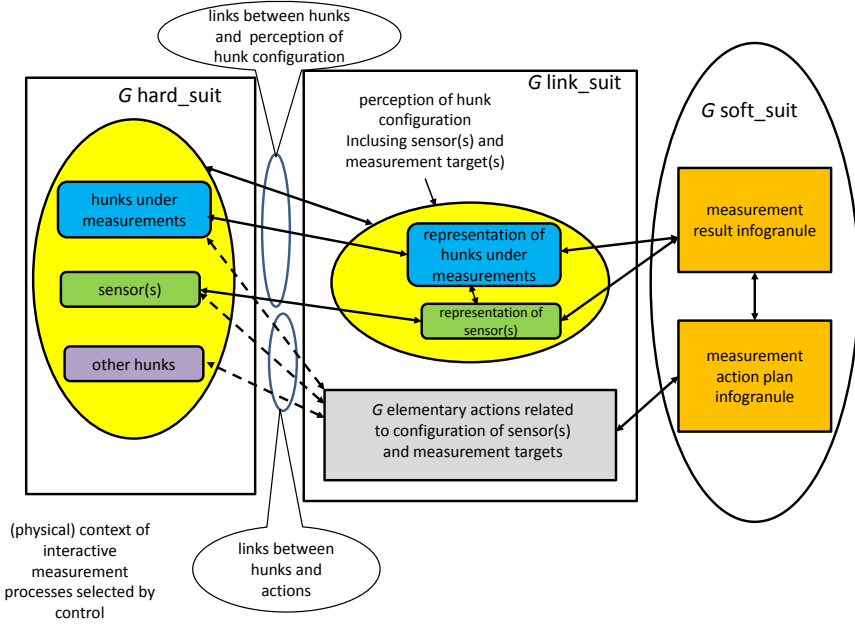 links between hunks
and  perception of
hunk configuration
G hard_suit
G link_suit
G soft_suit
perception of hunk
configuration
Inclusing sensor(s) and
measurement target(s)
hunks under
measurements
sensor(s)
other hunks
representation of
hunks under
measurements
representation of
sensor(s)
measurement
result infogranule
measurement
action plan
infogranule
G elementary actions related
to configuration of sensor(s)
and measurement targets
(physical) context of
interactive
measurement
processes selected by
control
links between
hunks and
actions